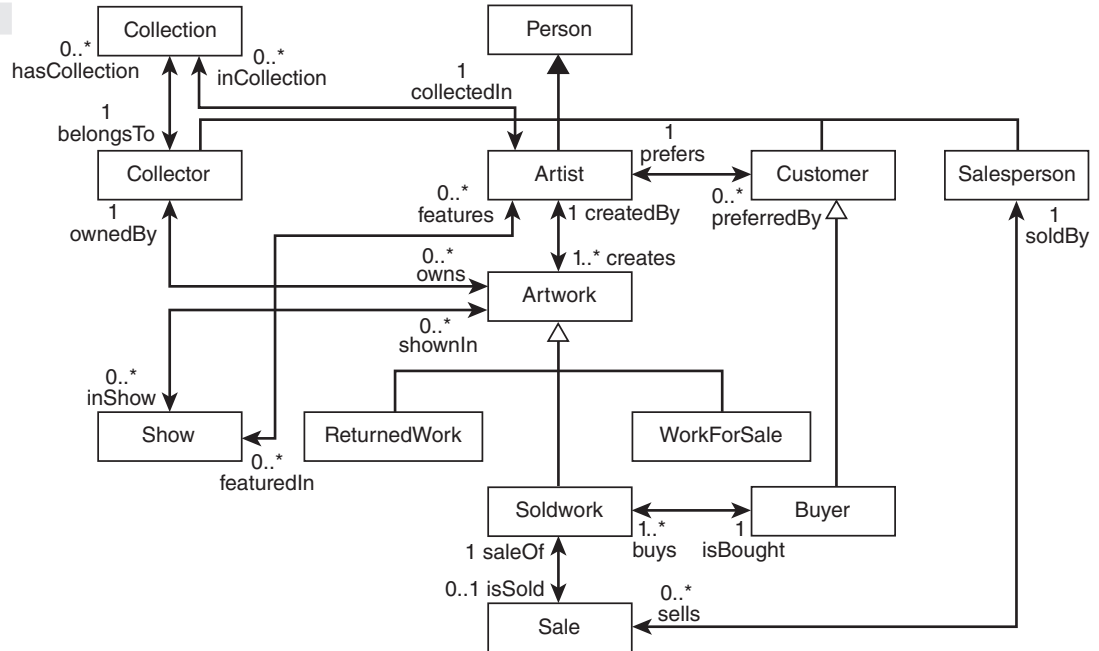 Collection
Person
0..*
hasCollection
0..*
inCollection
1
collectedIn
1
belongsTo
1
prefers
Collector
Artist
Customer
Salesperson
1
ownedBy
0..*
features
1 createdBy
0..*
preferredBy
1
soldBy
0..*
owns
1..* creates
Artwork
0..*
shownIn
0..*
inShow
Show
ReturnedWork
WorkForSale
0..*
featuredIn
Soldwork
Buyer
1..*
buys
1
isBought
1 saleOf
0..1 isSold
0..*
sells
Sale